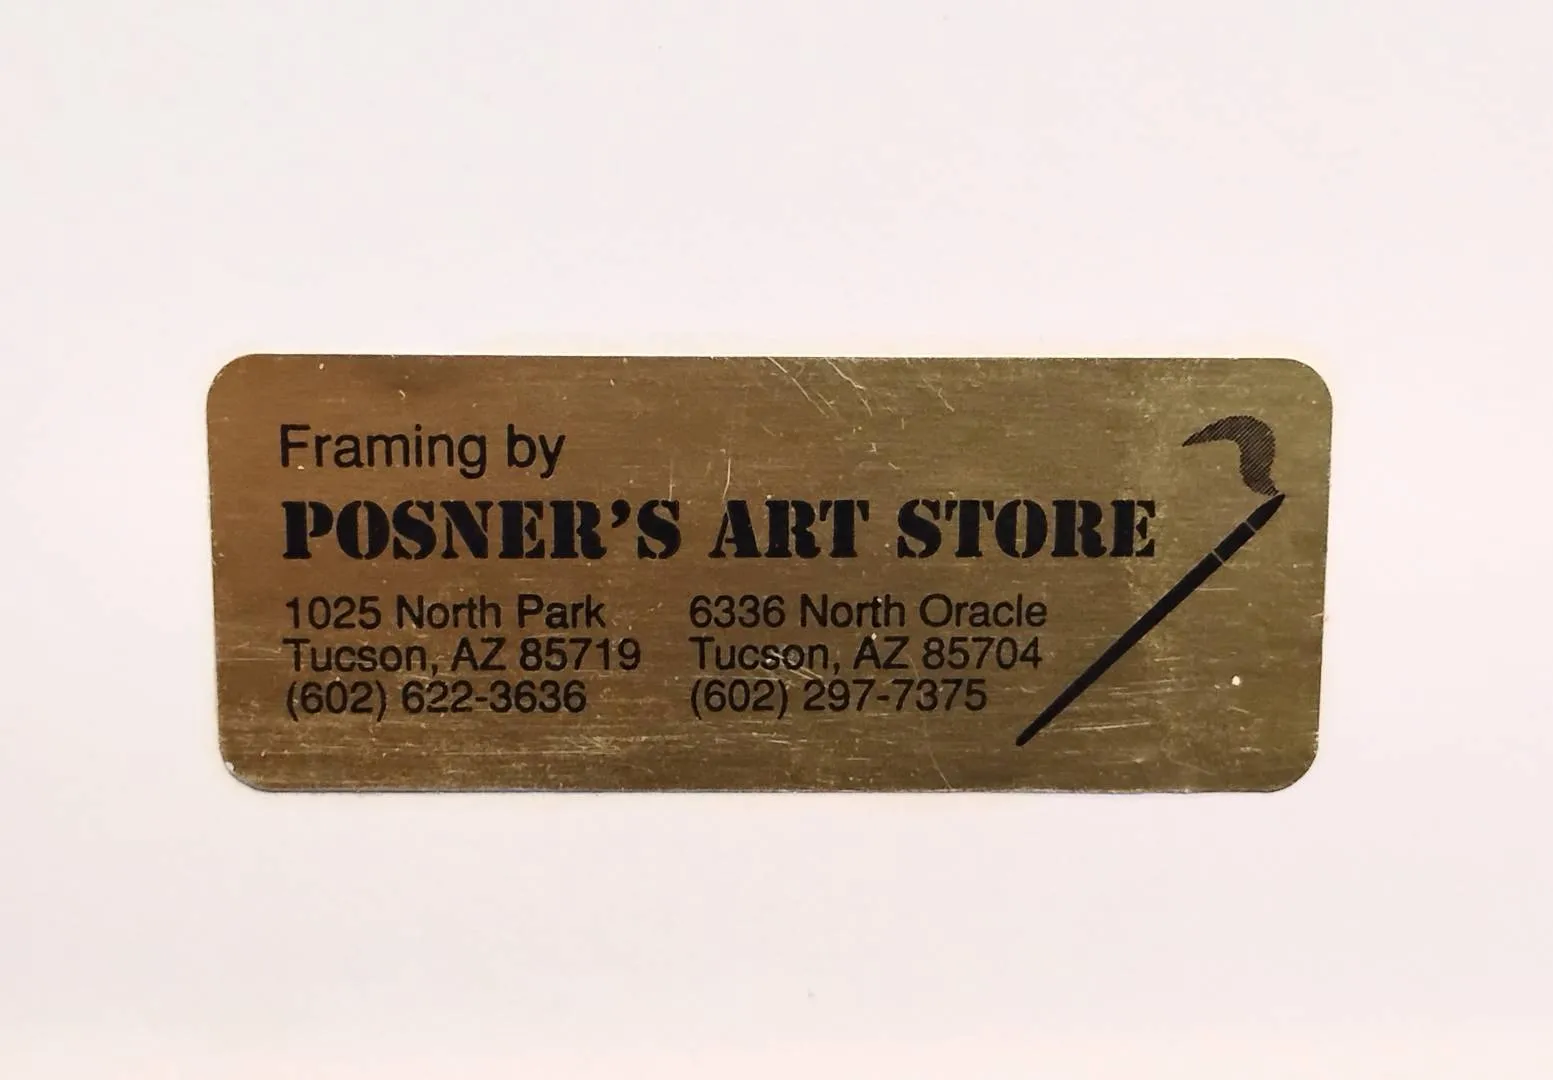 Framing by
POSNER'S ART STORE
1025 North Park
Tucson, AZ 85719
(602) 622-3636
6336 North Oracle
Tucson, AZ 85704
(602) 297-7375